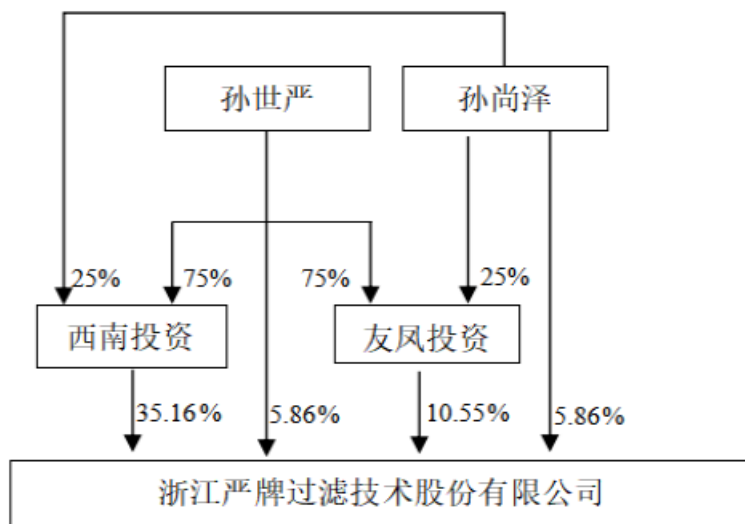 孙世严
孙尚泽
25%
75%
75%
25%
西南投资
友凤投资
35.16%
5.86%
10.55%
5.86%
浙江严牌过滤技术股份有限公司